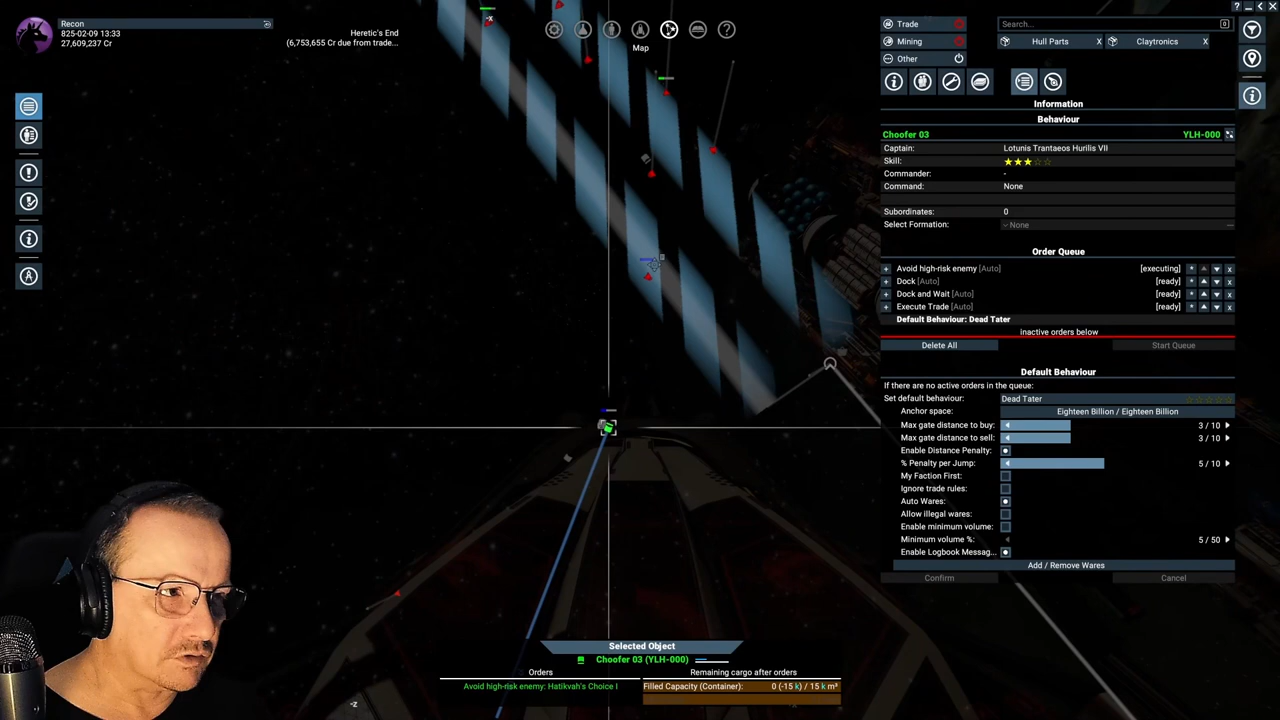 Recon
825-02-09 13:33
27,609,237 Cr
Heretic's End
(6,753,655 Cr due from trade...
Map
-X
-Z
Trade
Mining
Other
Search...
0
Hull Parts X
Claytronics X
Information
Behaviour
Choofer 03 YLH-000
Captain: Lotunis Trantaeos Hurilis VII
Skill:
Commander: -
Command: None
Subordinates: 0
Select Formation: None
Order Queue
+ Avoid high-risk enemy [Auto] [executing] x
+ Dock [Auto] [ready] x
+ Dock and Wait [Auto] [ready] x
+ Execute Trade [Auto] [ready] x
Default Behaviour: Dead Tater
inactive orders below
Delete All Start Queue
Default Behaviour
If there are no active orders in the queue:
Set default behaviour: Dead Tater
Anchor space: Eighteen Billion / Eighteen Billion
Max gate distance to buy: 3 / 10
Max gate distance to sell: 3 / 10
Enable Distance Penalty:
% Penalty per Jump: 5 / 10
My Faction First:
Ignore trade rules:
Auto Wares:
Allow illegal wares:
Enable minimum volume:
Minimum volume %: 5 / 50
Enable Logbook Messag...
Add / Remove Wares
Confirm Cancel
Selected Object
Choofer 03 (YLH-000)
Orders
Avoid high-risk enemy: Hatikvah's Choice I
Remaining cargo after orders
Filled Capacity (Container): 0 (-15 k) / 15 k m³